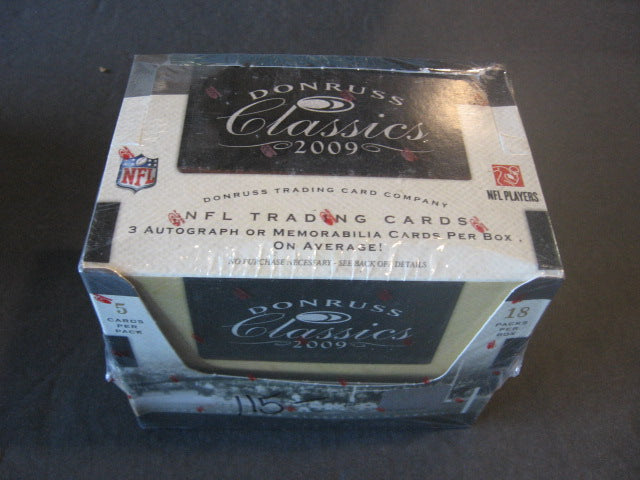 DONRUSS
Classics
2009
NFL
NFL PLAYERS
DONRUSS TRADING CARD COMPANY
NFL TRADING CARDS
3 AUTOGRAPH OR MEMORABILIA CARDS PER BOX,
ON AVERAGE!
NO PURCHASE NECESSARY - SEE BACK FOR DETAILS
DONRUSS
Classics
2009
5
CARDS
PER
PACK
18
PACKS
PER
BOX
115-